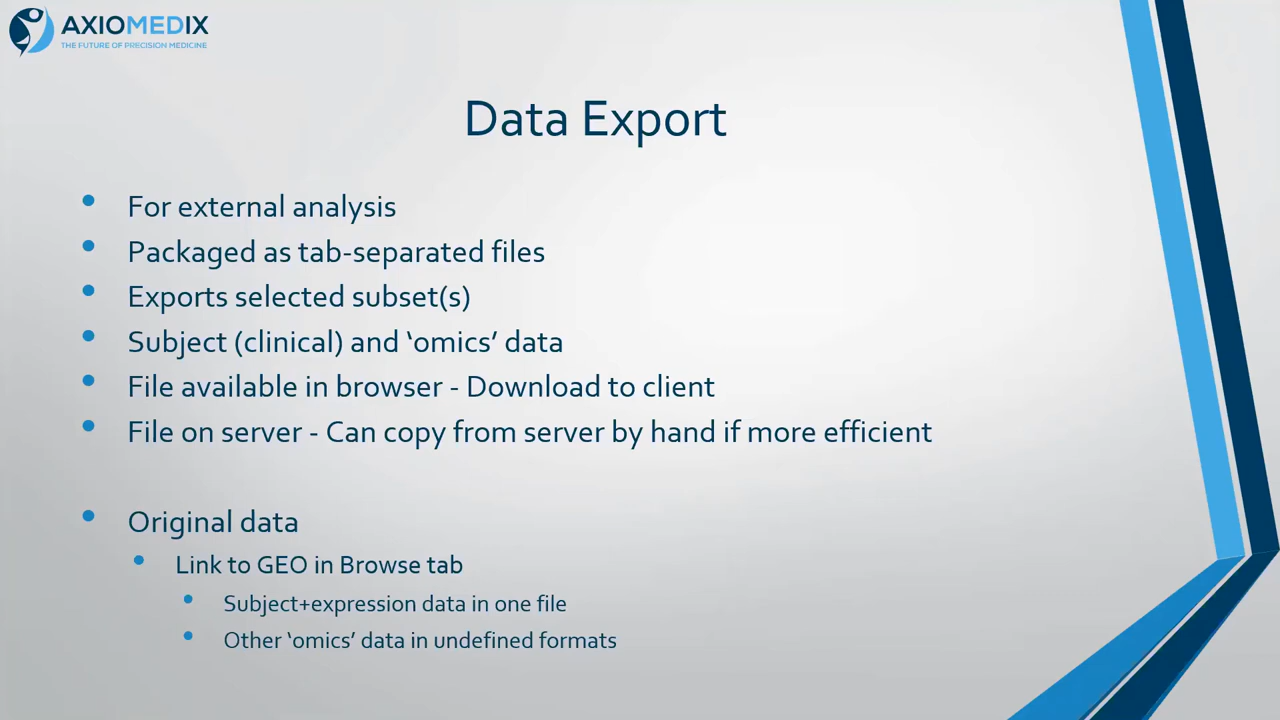 AXIOMEDIX
THE FUTURE OF PRECISION MEDICINE
Data Export
• For external analysis
• Packaged as tab-separated files
• Exports selected subset(s)
• Subject (clinical) and ‘omics’ data
• File available in browser - Download to client
• File on server - Can copy from server by hand if more efficient
• Original data
• Link to GEO in Browse tab
• Subject+expression data in one file
• Other ‘omics’ data in undefined formats